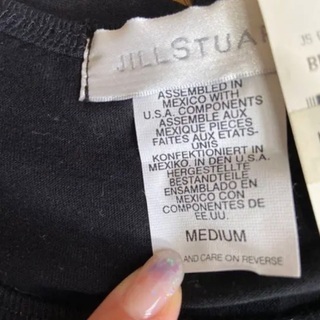 JILLSTUA
ASSEMBLED IN
MEXICO WITH
U.S.A. COMPONENTS
ASSEMBLE AUX
MEXIQUE PIECES
FAITES AUX ETATS-
UNIS
KONFEKTIONIERT IN
MEXIKO, IN DEN U.S.A.
HERGESTELLTE
BESTANDTEILE
ENSAMBLADO EN
MEXICO CON
COMPONENTES DE
EE.UU.
MEDIUM
AND CARE ON REVERSE
JS